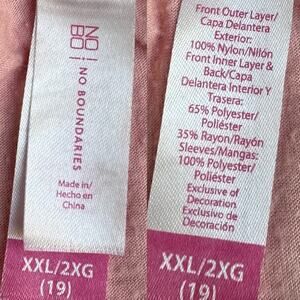 NO
BO
NO BOUNDARIES
Made in/
Hecho en
China
XXL/2XG
(19)
Front Outer Layer/
Capa Delantera
Exterior:
100% Nylon/Nilón
Front Inner Layer &
Back/Capa
Delantera Interior Y
Trasera:
65% Polyester/
Poliéster
35% Rayon/Rayón
Sleeves/Mangas:
100% Polyester/
Poliéster
Exclusive of
Decoration
Exclusivo de
Decoración
XXL/2XG
(19)